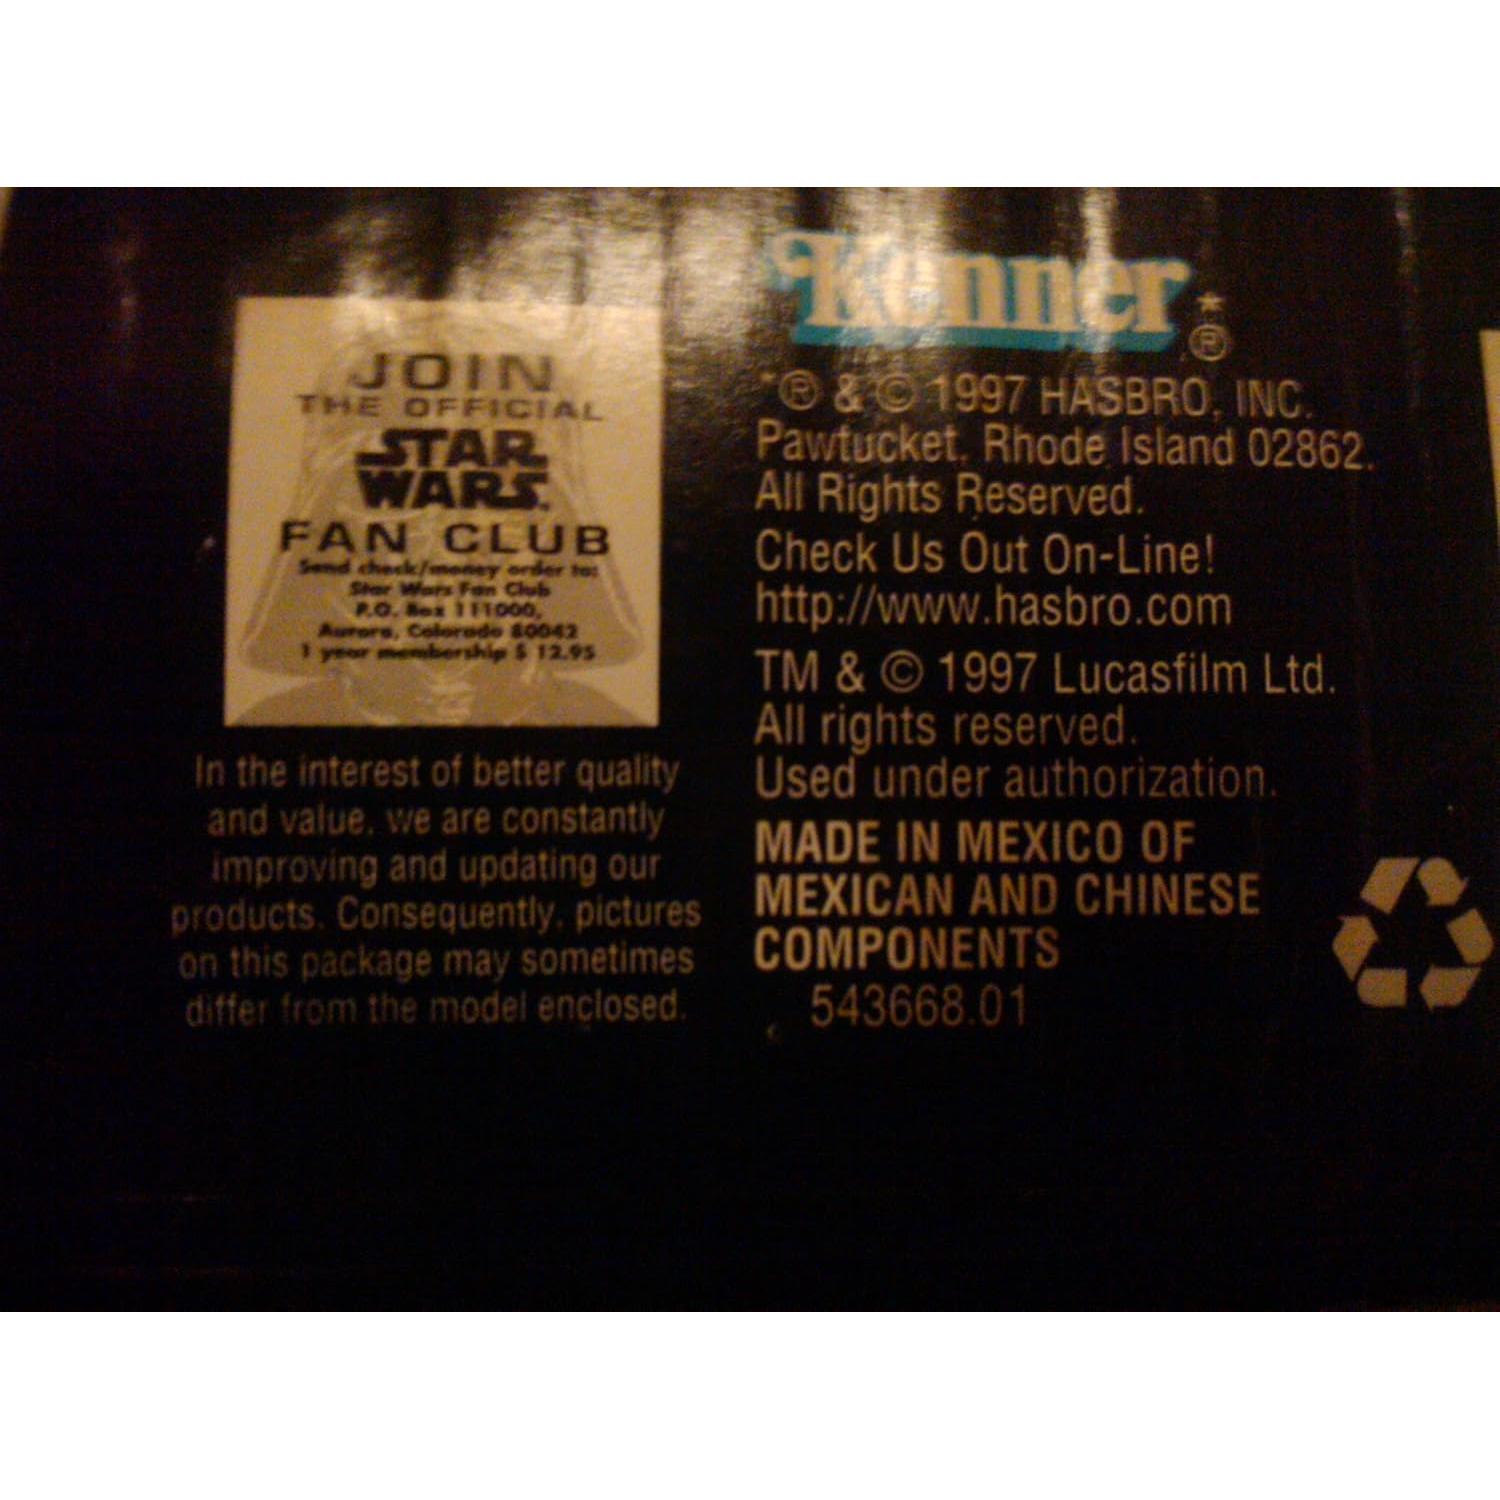 JOIN
THE OFFICIAL
STAR
WARS.
FAN CLUB
Send check/money order to:
Star Wars Fan Club
P.O. Box 111000,
Aurora, Colorado 80042
1 year membership $ 12.95
In the interest of better quality
and value, we are constantly
improving and updating our
products. Consequently, pictures
on this package may sometimes
differ from the model enclosed.
Kenner*®
*® & © 1997 HASBRO, INC.
Pawtucket, Rhode Island 02862.
All Rights Reserved.
Check Us Out On-Line!
http://www.hasbro.com
TM & © 1997 Lucasfilm Ltd.
All rights reserved.
Used under authorization.
MADE IN MEXICO OF
MEXICAN AND CHINESE
COMPONENTS
543668.01